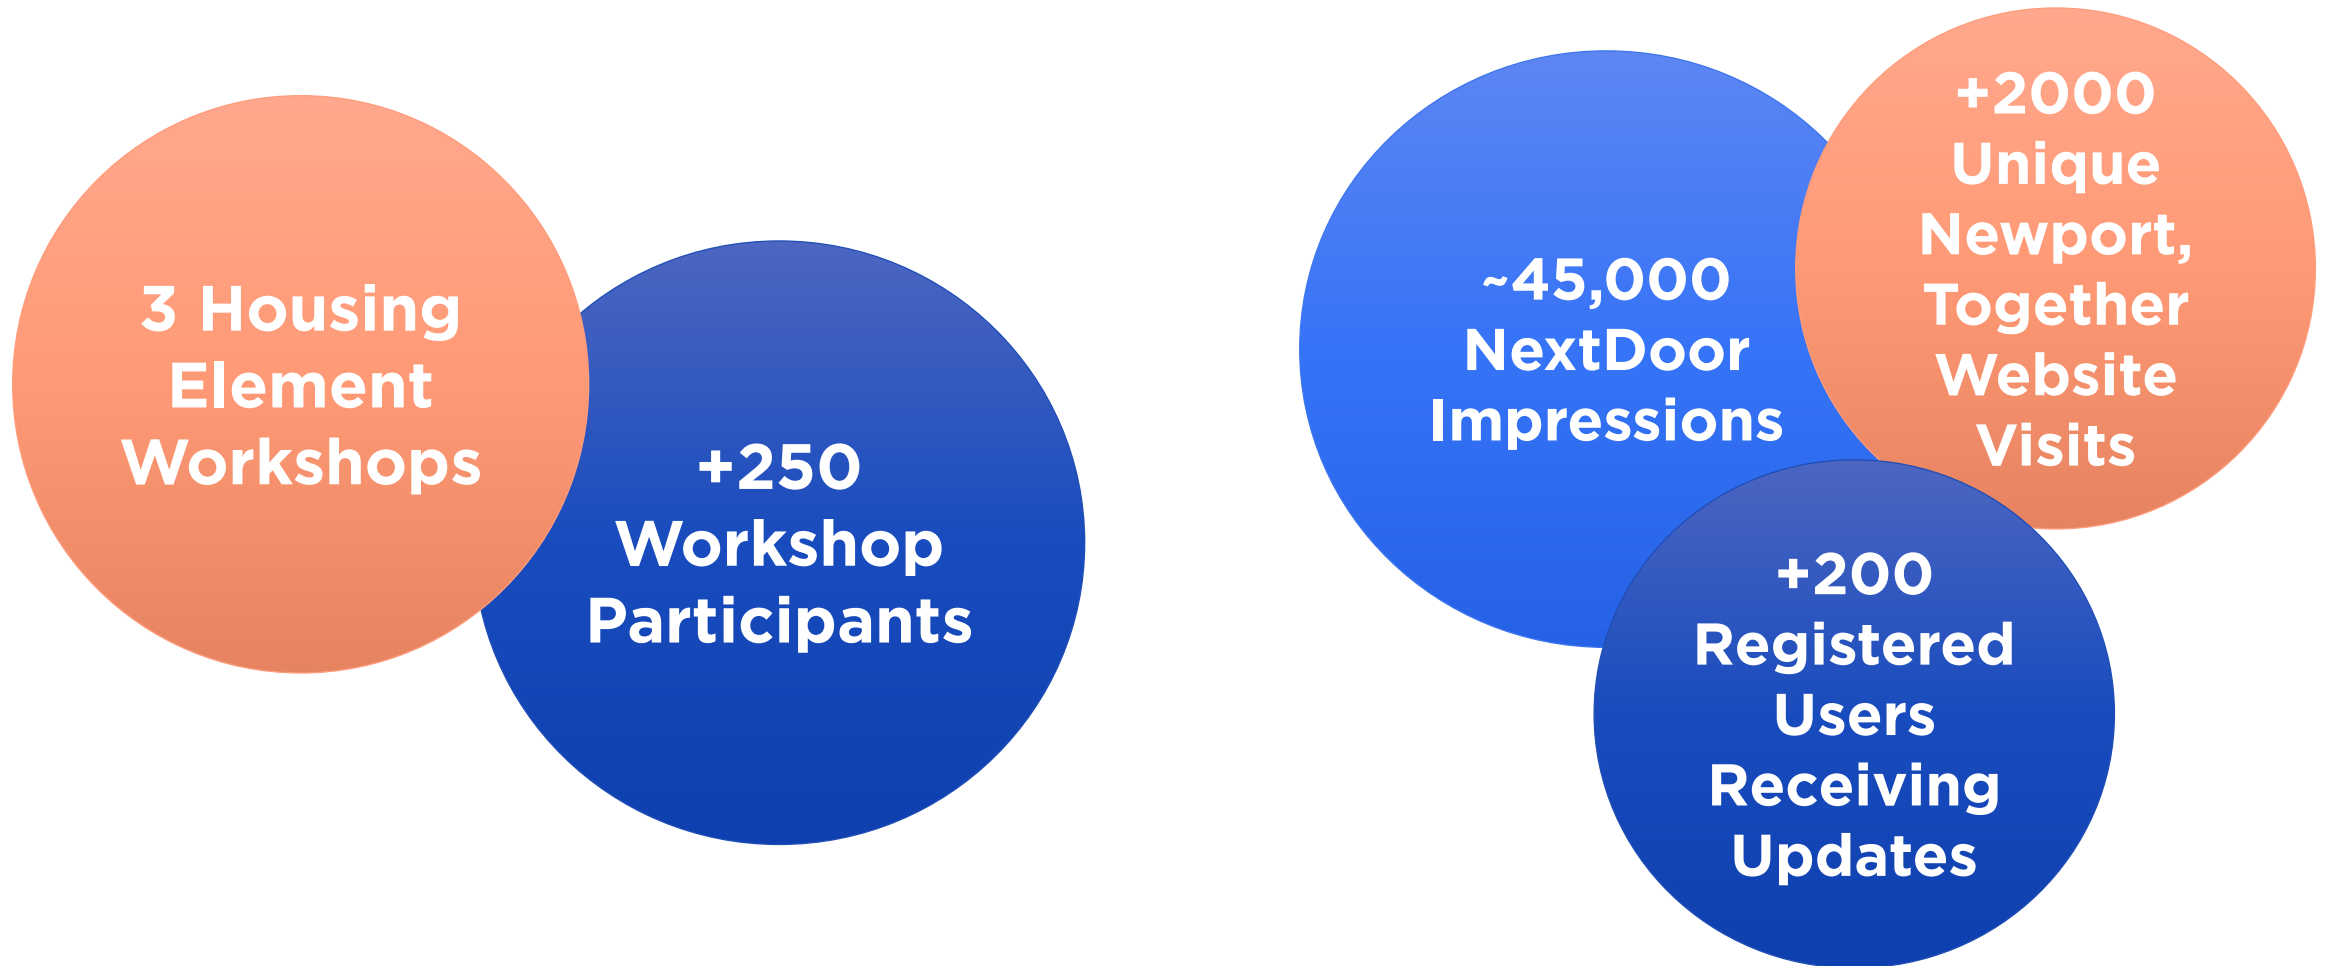 3 Housing
Element
Workshops
+250
Workshop
Participants
~45,000
NextDoor
Impressions
+2000
Unique
Newport,
Together
Website
Visits
+200
Registered
Users
Receiving
Updates